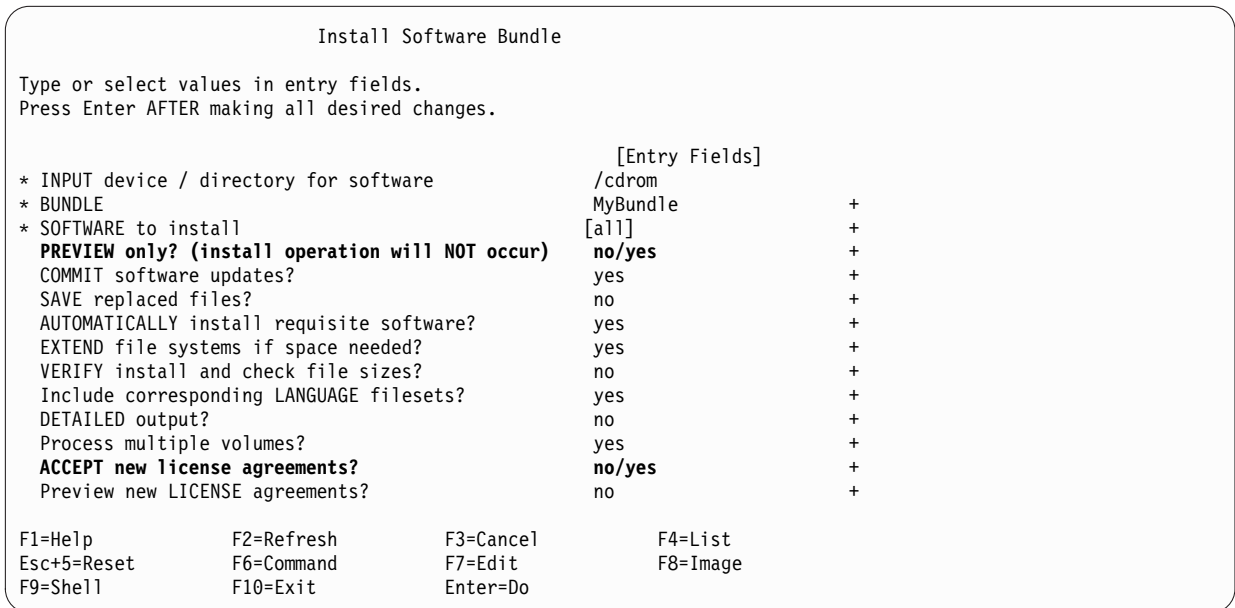 Install Software Bundle
Type or select values in entry fields.
Press Enter AFTER making all desired changes.
[Entry Fields]
* INPUT device / directory for software /cdrom
* BUNDLE MyBundle +
* SOFTWARE to install [all] +
PREVIEW only? (install operation will NOT occur) no/yes +
COMMIT software updates? yes +
SAVE replaced files? no +
AUTOMATICALLY install requisite software? yes +
EXTEND file systems if space needed? yes +
VERIFY install and check file sizes? no +
Include corresponding LANGUAGE filesets? yes +
DETAILED output? no +
Process multiple volumes? yes +
ACCEPT new license agreements? no/yes +
Preview new LICENSE agreements? no +
F1=Help F2=Refresh F3=Cancel F4=List
Esc+5=Reset F6=Command F7=Edit F8=Image
F9=Shell F10=Exit Enter=Do